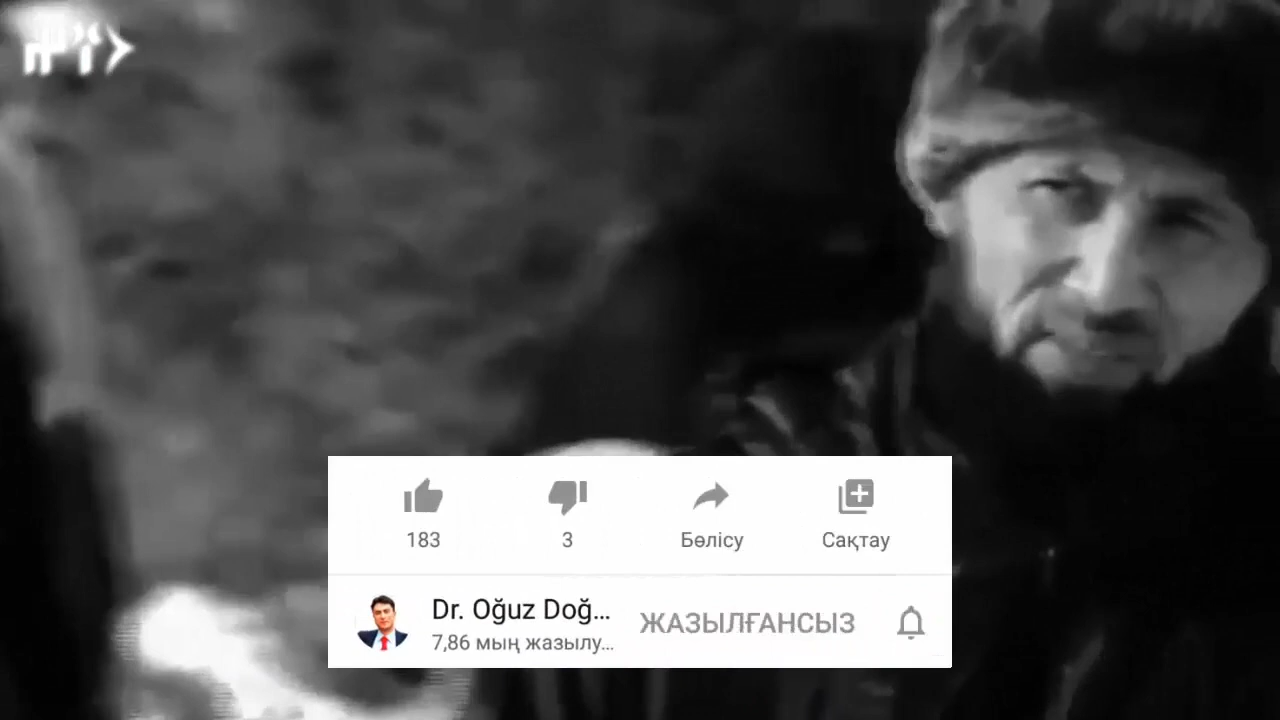 183
3
Бөлісу
Сақтау
Dr. Oğuz Doğ...
7,86 мың жазылу...
ЖАЗЫЛҒАНСЫЗ